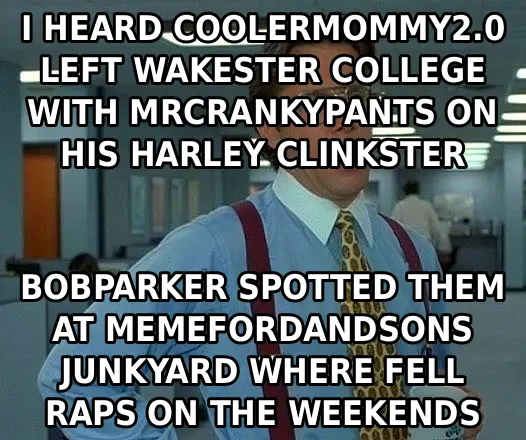 I HEARD COOLERMOMMY2.0
LEFT WAKESTER COLLEGE
WITH MRCRANKYPANTS ON
HIS HARLEY CLINKSTER
BOBPARKER SPOTTED THEM
AT MEMEFORDANDSONS
JUNKYARD WHERE FELL
RAPS ON THE WEEKENDS